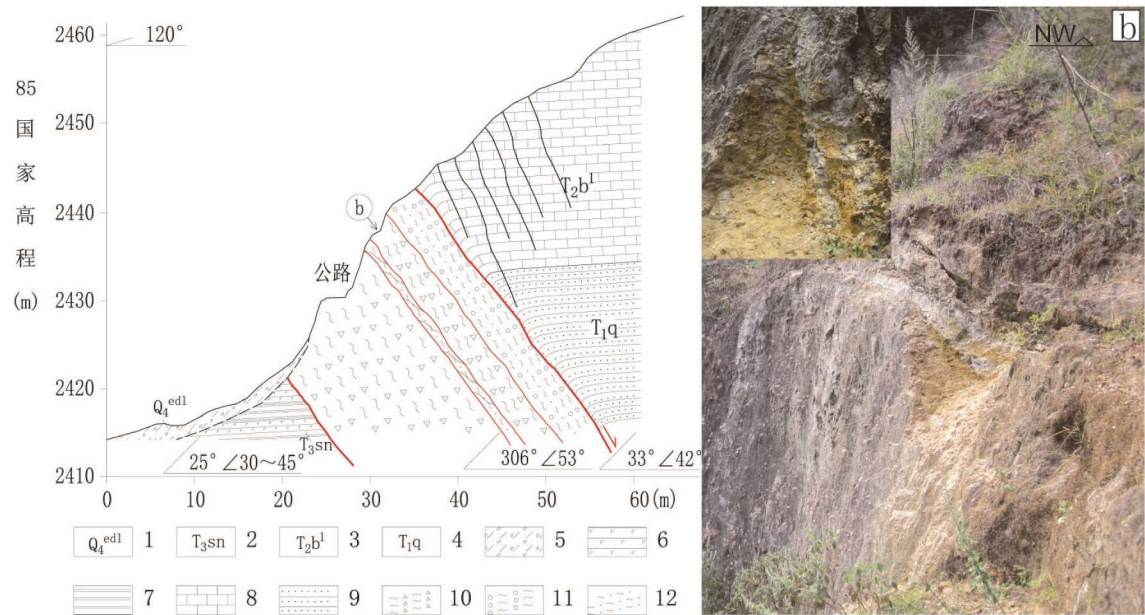 2460
120°
85
国
家
高
程
(m)
2450
2440
2430
2420
2410
T₂b¹
b
公路
T₁q
Q₄ᵉᵈˡ
T₃sn
25° ∠30～45°
306° ∠53°
33° ∠42°
0 10 20 30 40 50 60 (m)
Q₄ᵉᵈˡ 1 T₃sn 2 T₂b¹ 3 T₁q 4 5 6
7 8 9 10 11 12
NW
b